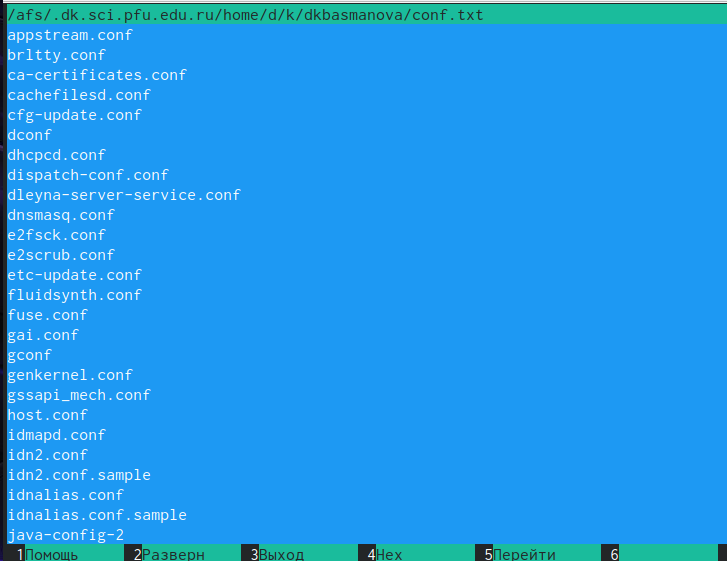 /afs/.dk.sci.pfu.edu.ru/home/d/k/dkbasmanova/conf.txt
appstream.conf
brltty.conf
ca-certificates.conf
cachefilesd.conf
cfg-update.conf
dconf
dhcpcd.conf
dispatch-conf.conf
dleyna-server-service.conf
dnsmasq.conf
e2fsck.conf
e2scrub.conf
etc-update.conf
fluidsynth.conf
fuse.conf
gai.conf
gconf
genkernel.conf
gssapi_mech.conf
host.conf
idmapd.conf
idn2.conf
idn2.conf.sample
idnalias.conf
idnalias.conf.sample
java-config-2
1Помощь 2Разверн 3Выход 4Hex 5Перейти 6